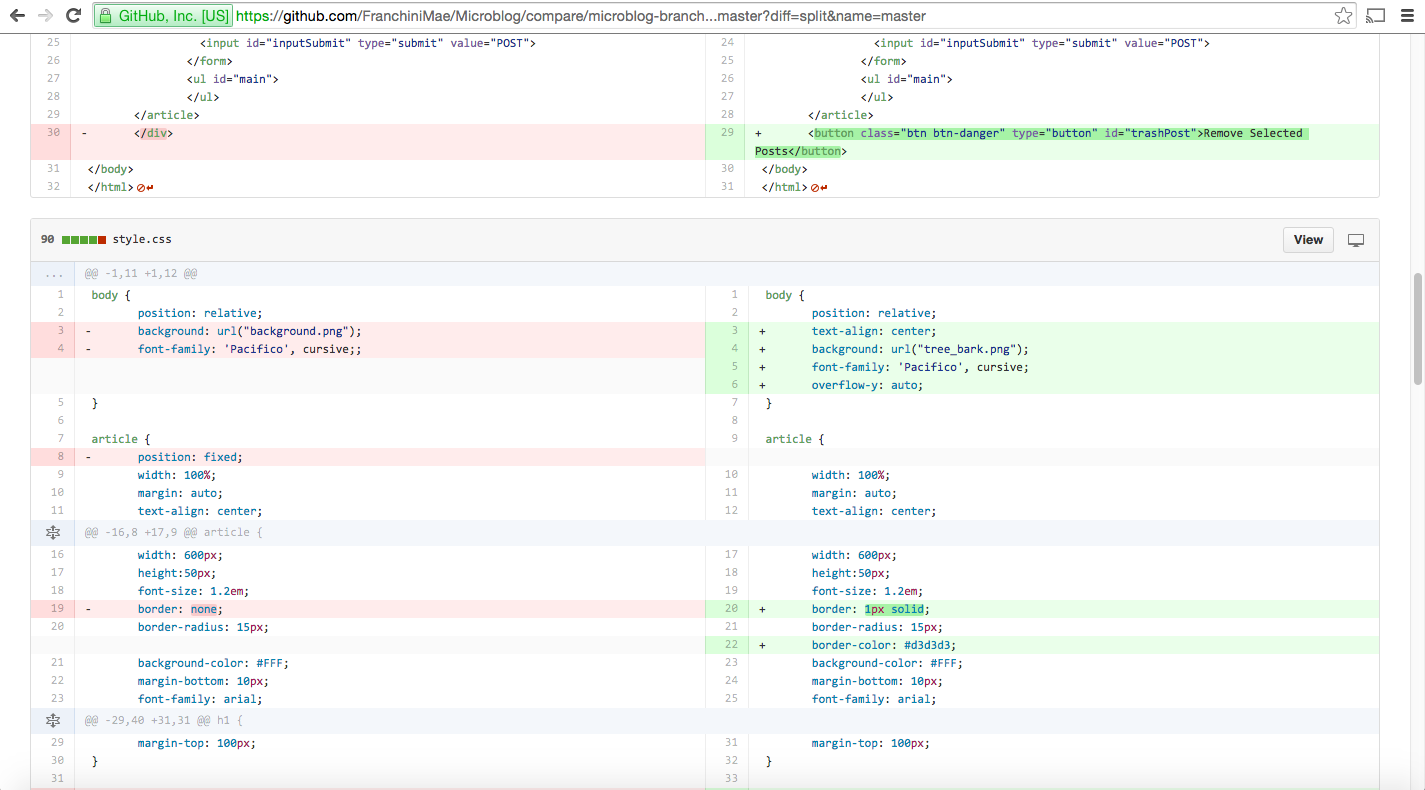 GitHub, Inc. [US] https://github.com/FranchiniMae/Microblog/compare/microblog-branch...master?diff=split&name=master
25 <input id="inputSubmit" type="submit" value="POST"> 24 <input id="inputSubmit" type="submit" value="POST">
26 </form> 25 </form>
27 <ul id="main"> 26 <ul id="main">
28 </ul> 27 </ul>
29 </article> 28 </article>
30 - </div> 29 + <button class="btn btn-danger" type="button" id="trashPost">Remove Selected
Posts</button>
31 </body> 30 </body>
32 </html> 31 </html>
90 style.css View
... @@ -1,11 +1,12 @@
1 body { 1 body {
2 position: relative; 2 position: relative;
3 - background: url("background.png"); 3 + text-align: center;
4 - font-family: 'Pacifico', cursive;; 4 + background: url("tree_bark.png");
5 + font-family: 'Pacifico', cursive;
6 + overflow-y: auto;
5 } 7 }
6 8
7 article { 9 article {
8 - position: fixed;
9 width: 100%; 10 width: 100%;
10 margin: auto; 11 margin: auto;
11 text-align: center; 12 text-align: center;
@@ -16,8 +17,9 @@ article {
16 width: 600px; 17 width: 600px;
17 height:50px; 18 height:50px;
18 font-size: 1.2em; 19 font-size: 1.2em;
19 - border: none; 20 + border: 1px solid;
20 border-radius: 15px; 21 border-radius: 15px;
22 + border-color: #d3d3d3;
21 background-color: #FFF; 23 background-color: #FFF;
22 margin-bottom: 10px; 24 margin-bottom: 10px;
23 font-family: arial; 25 font-family: arial;
@@ -29,40 +31,31 @@ h1 {
29 margin-top: 100px; 31 margin-top: 100px;
30 } 32 }
31 33